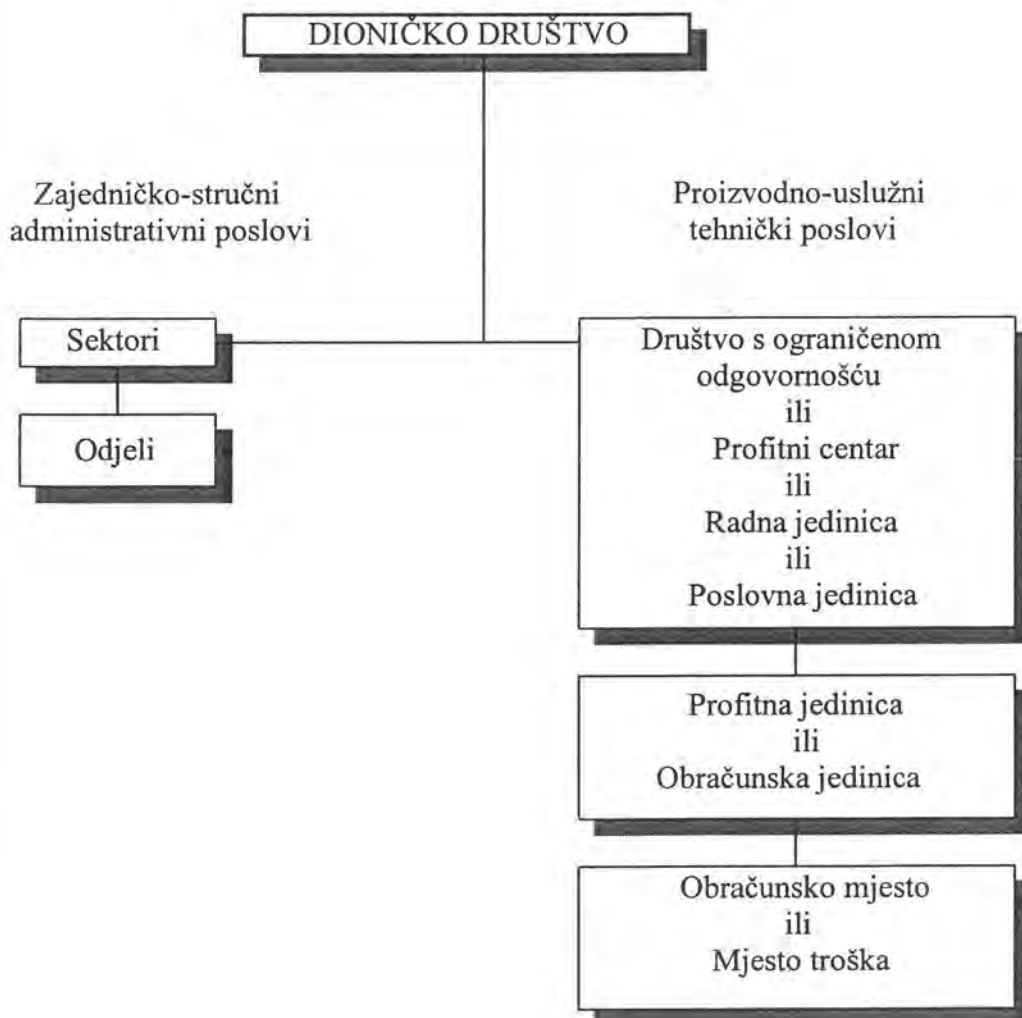 DIONIČKO DRUŠTVO
Zajedničko-stručni
administrativni poslovi
Proizvodno-uslužni
tehnički poslovi
Sektori
Odjeli
Društvo s ograničenom
odgovornošću
ili
Profitni centar
ili
Radna jedinica
ili
Poslovna jedinica
Profitna jedinica
ili
Obračunska jedinica
Obračunsko mjesto
ili
Mjesto troška